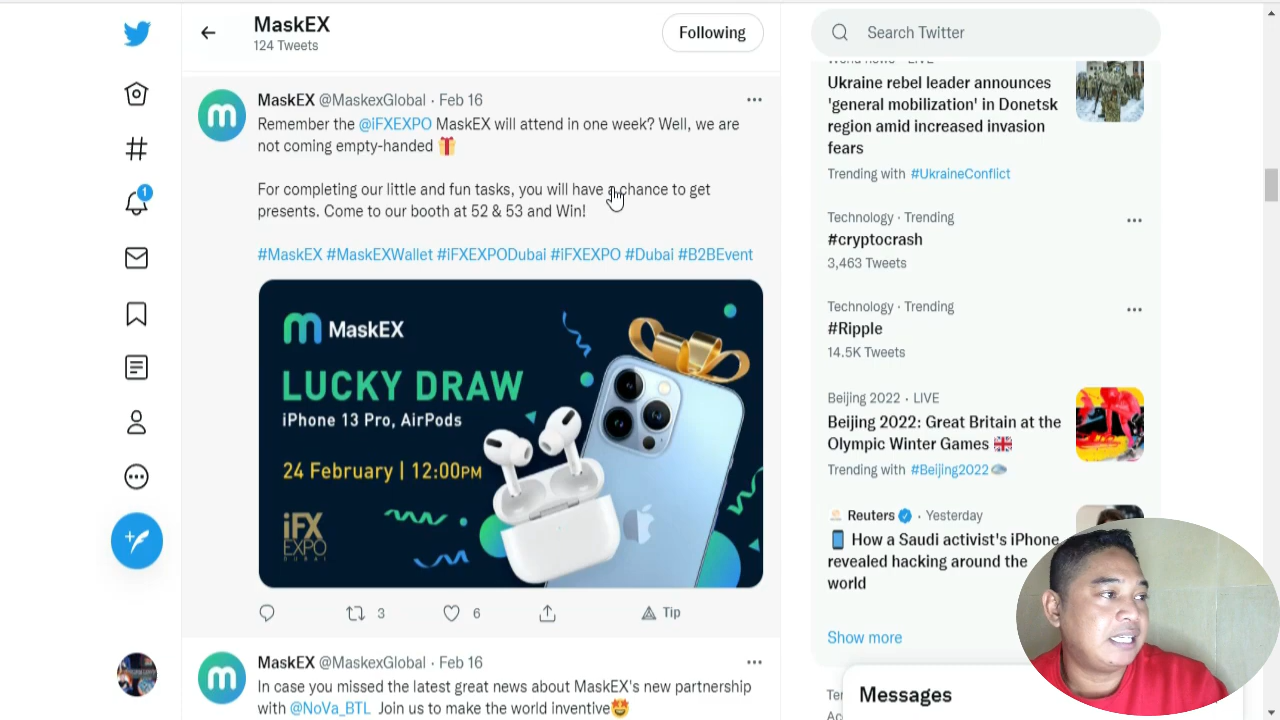 MaskEX
124 Tweets
Following
MaskEX @MaskexGlobal · Feb 16
Remember the @iFXEXPO MaskEX will attend in one week? Well, we are
not coming empty-handed 🎁
For completing our little and fun tasks, you will have a chance to get
presents. Come to our booth at 52 & 53 and Win!
#MaskEX #MaskEXWallet #iFXEXPODubai #iFXEXPO #Dubai #B2BEvent
MaskEX
LUCKY DRAW
iPhone 13 Pro, AirPods
24 February | 12:00PM
iFX
EXPO
DUBAI
3
6
Tip
MaskEX @MaskexGlobal · Feb 16
In case you missed the latest great news about MaskEX's new partnership
with @NoVa_BTL Join us to make the world inventive🤩
1
Search Twitter
World news · LIVE
Ukraine rebel leader announces
'general mobilization' in Donetsk
region amid increased invasion
fears
Trending with #UkraineConflict
Technology · Trending
#cryptocrash
3,463 Tweets
Technology · Trending
#Ripple
14.5K Tweets
Beijing 2022 · LIVE
Beijing 2022: Great Britain at the
Olympic Winter Games 🇬🇧
Trending with #Beijing2022
Reuters · Yesterday
📱 How a Saudi activist's iPhone
revealed hacking around the
world
Show more
Messages